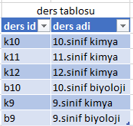 ders tablosu
ders id ders adi
k10 10.sinif kimya
k11 11.sinif kimya
k12 12.sinif kimya
b10 10.sinif biyoloji
k9 9.sinif kimya
b9 9.sinif biyoloji